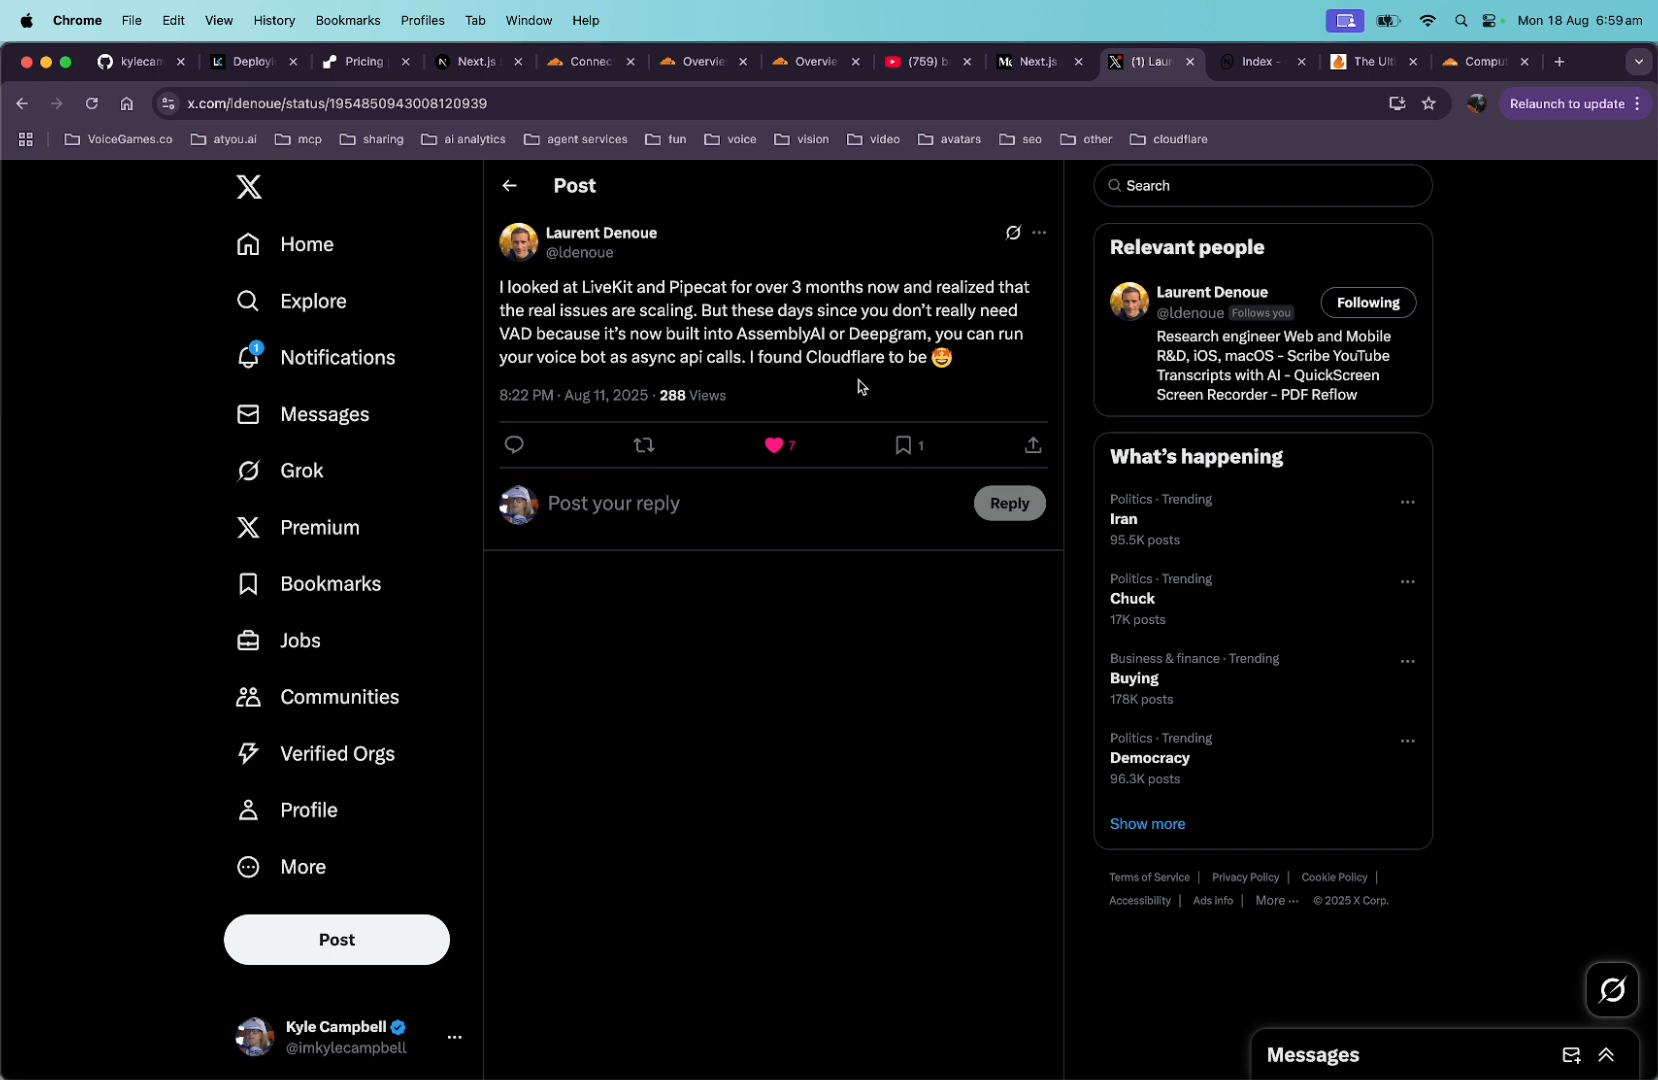 Chrome File Edit View History Bookmarks Profiles Tab Window Help Mon 18 Aug 6:59am
kylecam Deployi Pricing Next.js Connec Overvie Overvie (759) b Next.js (1) Laur Index - The Ulti Comput
x.com/ldenoue/status/1954850943008120939 Relaunch to update
VoiceGames.co atyou.ai mcp sharing ai analytics agent services fun voice vision video avatars seo other cloudflare
Home
Explore
1
Notifications
Messages
Grok
Premium
Bookmarks
Jobs
Communities
Verified Orgs
Profile
More
Post
Kyle Campbell
@imkylecampbell
Post
Laurent Denoue
@ldenoue
I looked at LiveKit and Pipecat for over 3 months now and realized that
the real issues are scaling. But these days since you don't really need
VAD because it's now built into AssemblyAI or Deepgram, you can run
your voice bot as async api calls. I found Cloudflare to be 🤩
8:22 PM · Aug 11, 2025 · 288 Views
7 1
Post your reply Reply
Search
Relevant people
Laurent Denoue
@ldenoue Follows you
Following
Research engineer Web and Mobile
R&D, iOS, macOS - Scribe YouTube
Transcripts with AI - QuickScreen
Screen Recorder - PDF Reflow
What's happening
Politics · Trending
Iran
95.5K posts
Politics · Trending
Chuck
17K posts
Business & finance · Trending
Buying
178K posts
Politics · Trending
Democracy
96.3K posts
Show more
Terms of Service | Privacy Policy | Cookie Policy |
Accessibility | Ads info | More ··· © 2025 X Corp.
Messages